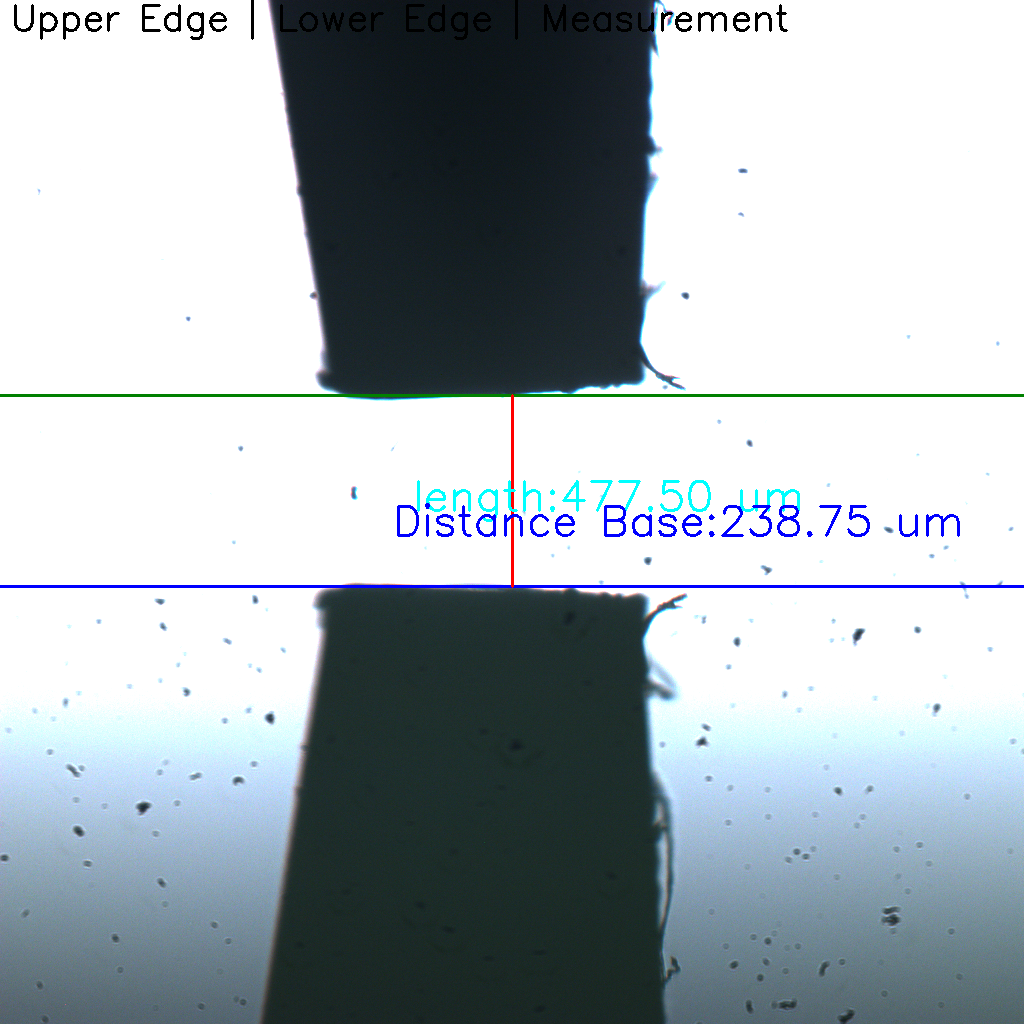 Upper Edge | Lower Edge | Measurement
length:477.50 um
Distance Base:238.75 um